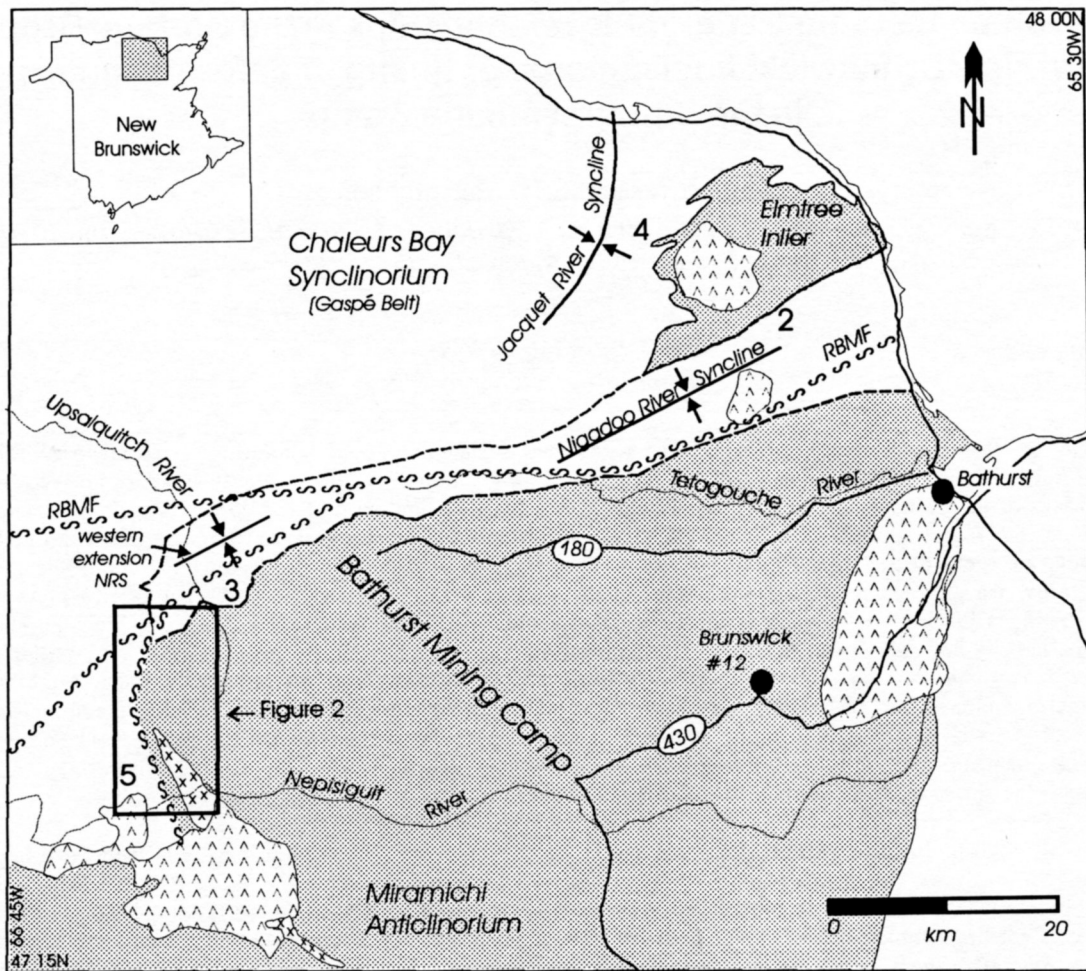 48 00N
65 30W
New
Brunswick
N
Chaleurs Bay
Synclinorium
(Gaspé Belt)
Jacquet River Syncline
4
Elmtree
Inlier
2
Nigadoo River Syncline
RBMF
Upsalquitch River
RBMF
western
extension
NRS
3
Tetagouche River
Bathurst
180
Bathurst Mining Camp
Brunswick
#12
Figure 2
430
5
Nepisiguit River
Miramichi
Anticlinorium
0 20
km
66 45W
47 15N